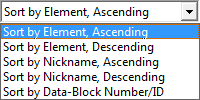 Sort by Element, Ascending
Sort by Element, Ascending
Sort by Element, Descending
Sort by Nickname, Ascending
Sort by Nickname, Descending
Sort by Data-Block Number/ID